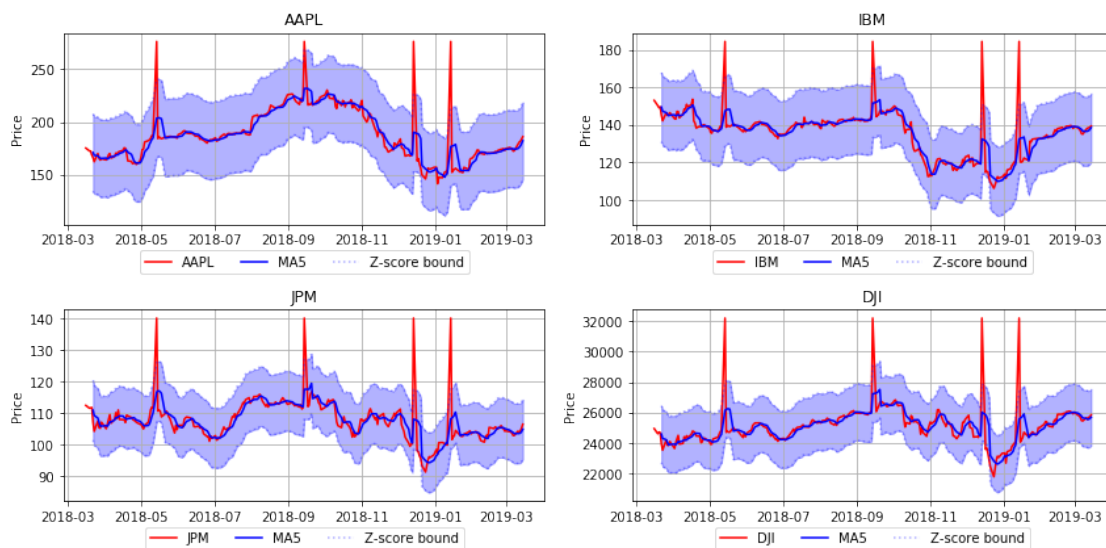 AAPL
Price
250
200
150
2018-03 2018-05 2018-07 2018-09 2018-11 2019-01 2019-03
AAPL MA5 Z-score bound
IBM
Price
180
160
140
120
100
2018-03 2018-05 2018-07 2018-09 2018-11 2019-01 2019-03
IBM MA5 Z-score bound
JPM
Price
140
130
120
110
100
90
2018-03 2018-05 2018-07 2018-09 2018-11 2019-01 2019-03
JPM MA5 Z-score bound
DJI
Price
32000
30000
28000
26000
24000
22000
2018-03 2018-05 2018-07 2018-09 2018-11 2019-01 2019-03
DJI MA5 Z-score bound